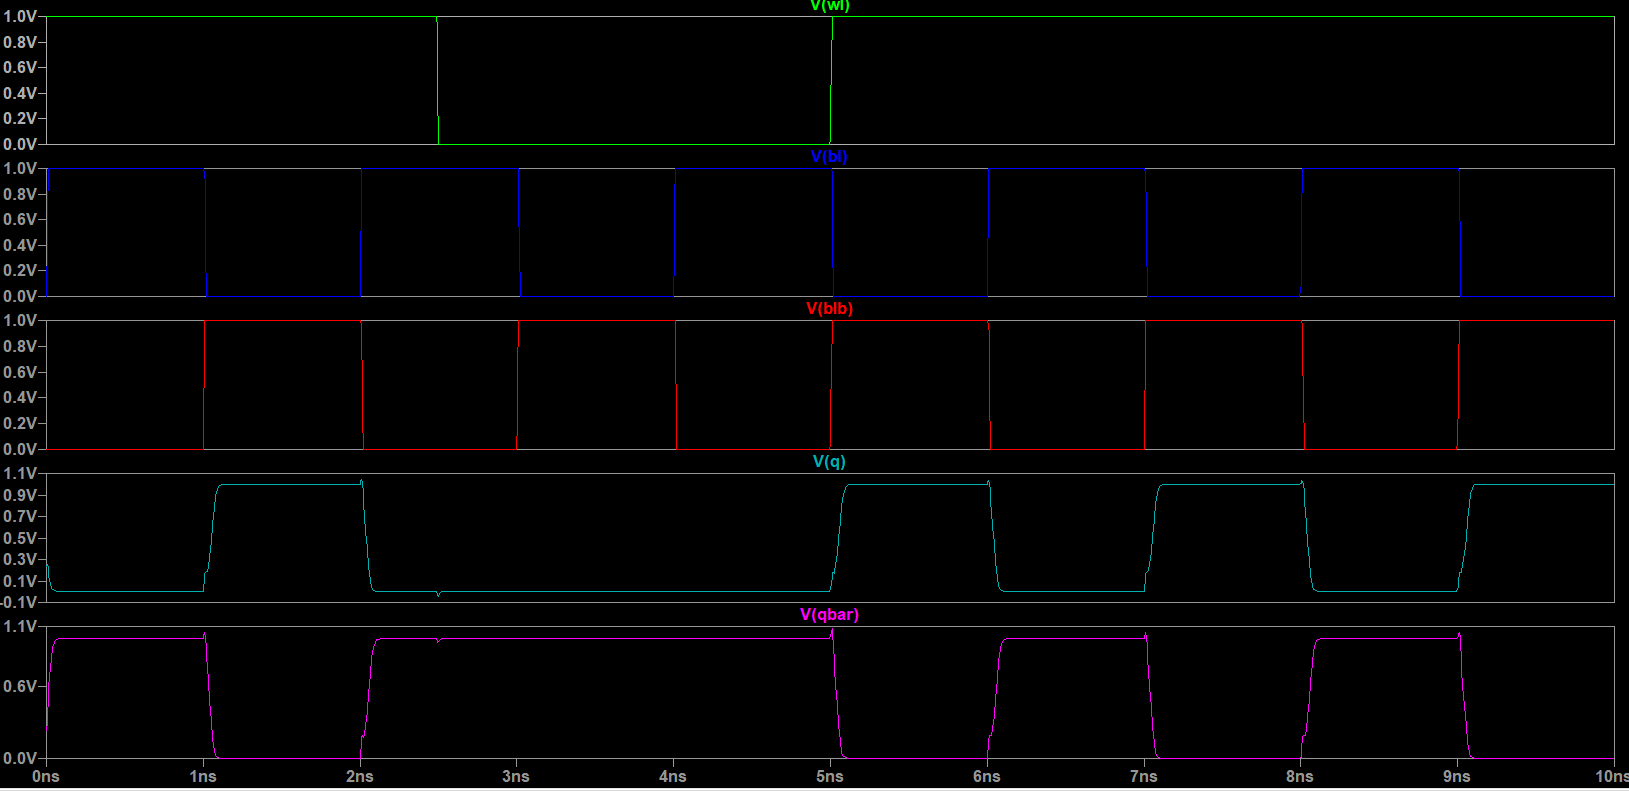 V(wl)
1.0V
0.8V
0.6V
0.4V
0.2V
0.0V
V(bl)
1.0V
0.8V
0.6V
0.4V
0.2V
0.0V
V(blb)
1.0V
0.8V
0.6V
0.4V
0.2V
0.0V
V(q)
1.1V
0.9V
0.7V
0.5V
0.3V
0.1V
-0.1V
V(qbar)
1.1V
0.6V
0.0V
0ns 1ns 2ns 3ns 4ns 5ns 6ns 7ns 8ns 9ns 10ns